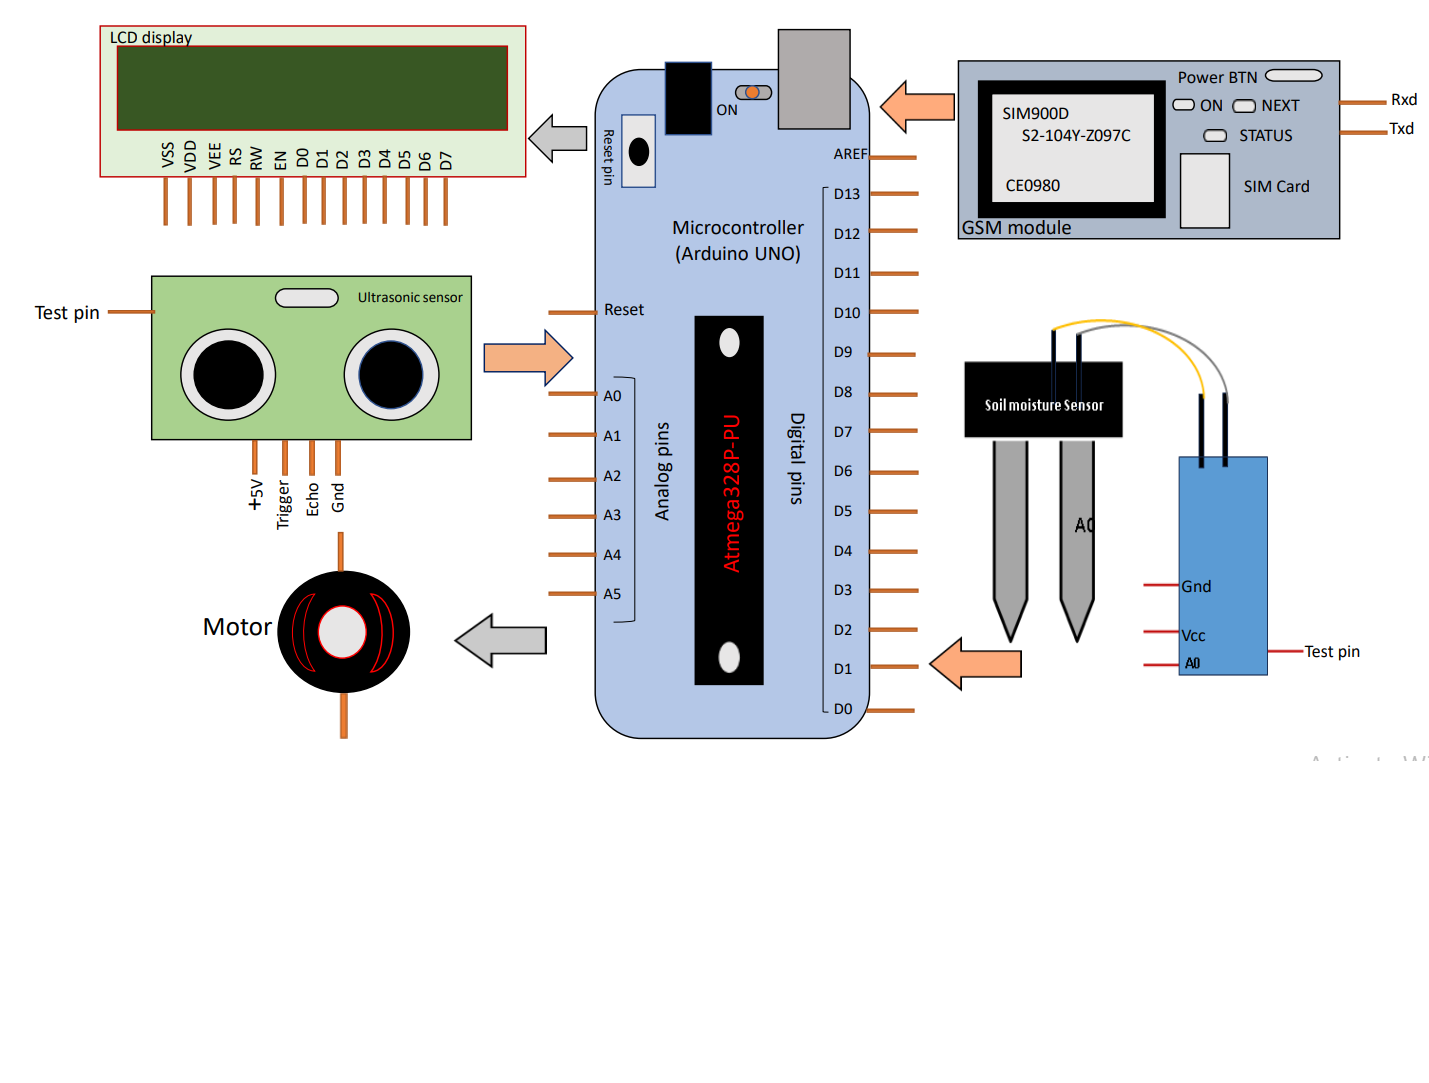 LCD display
VSS
VDD
VEE
RS
RW
EN
D0
D1
D2
D3
D4
D5
D6
D7
Test pin
Ultrasonic sensor
+5V
Trigger
Echo
Gnd
Motor
ON
Reset pin
Microcontroller
(Arduino UNO)
Reset
A0
A1
A2
A3
A4
A5
Analog pins
Atmega328P-PU
Digital pins
AREF
D13
D12
D11
D10
D9
D8
D7
D6
D5
D4
D3
D2
D1
D0
SIM900D
S2-104Y-Z097C
CE0980
GSM module
Power BTN
ON
NEXT
STATUS
SIM Card
Rxd
Txd
Soil moisture Sensor
A0
Gnd
Vcc
A0
Test pin